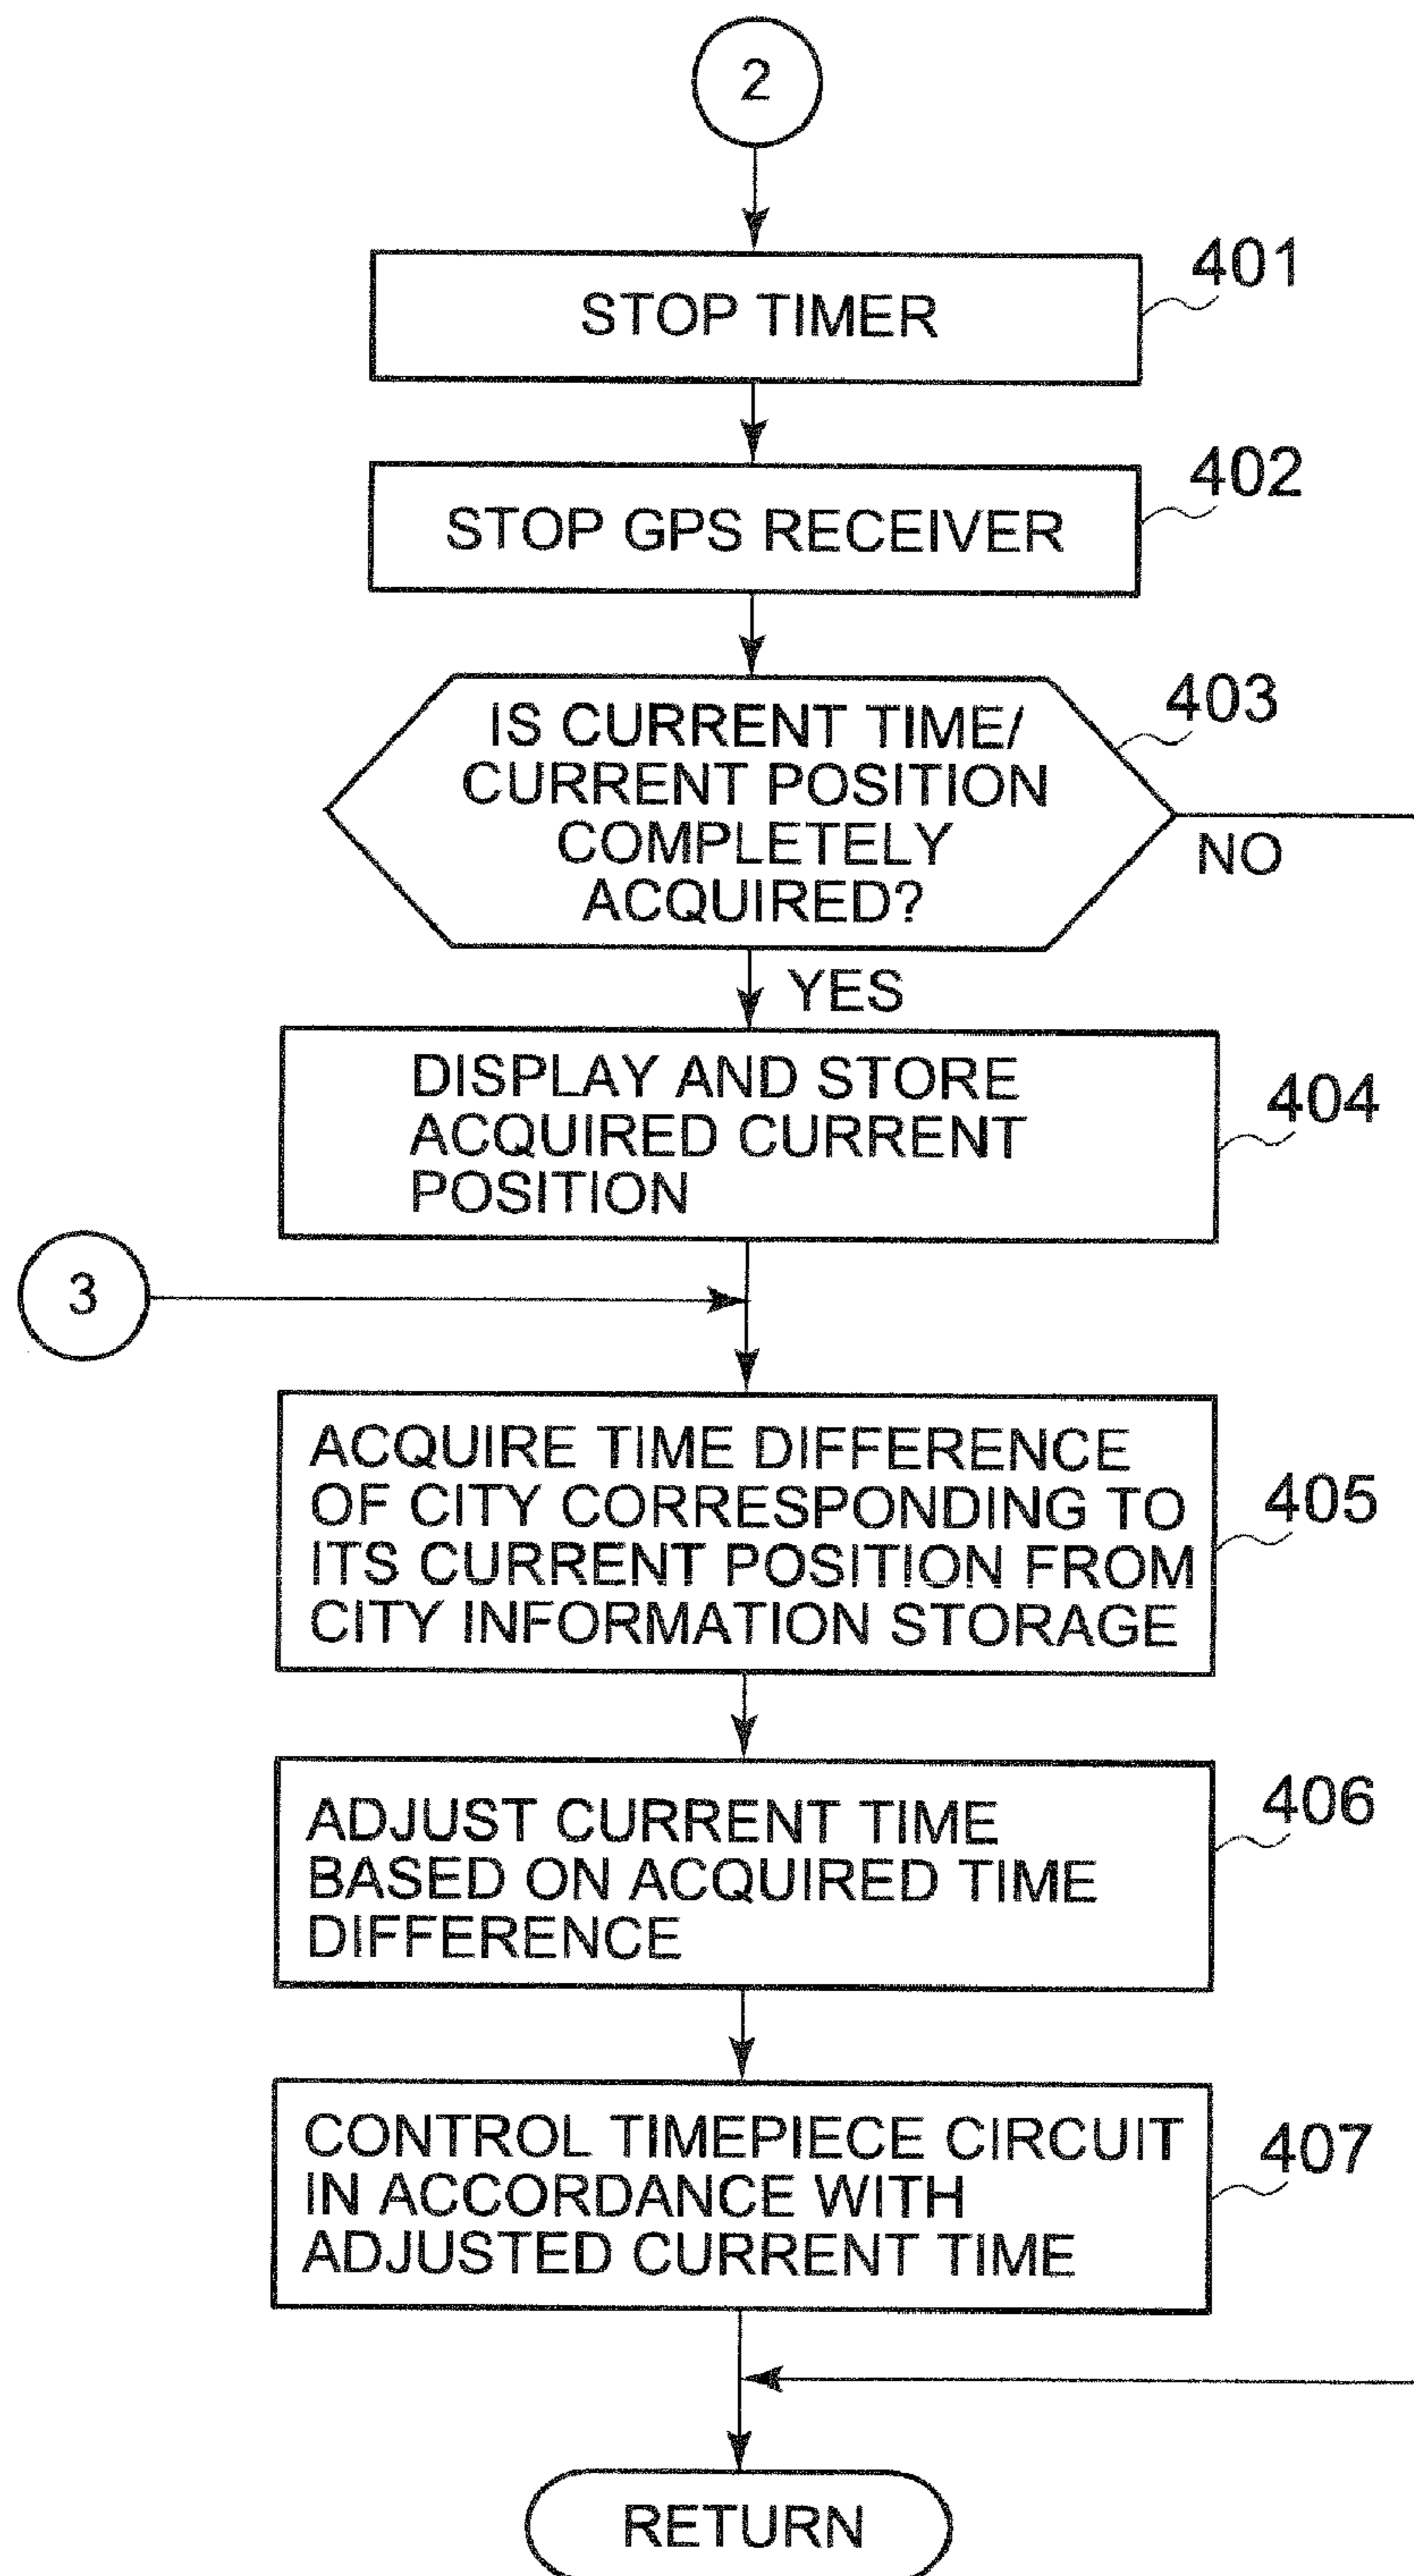 2
STOP TIMER
401
STOP GPS RECEIVER
402
IS CURRENT TIME/
CURRENT POSITION
COMPLETELY
ACQUIRED?
403
NO
YES
DISPLAY AND STORE
ACQUIRED CURRENT
POSITION
404
3
ACQUIRE TIME DIFFERENCE
OF CITY CORRESPONDING TO
ITS CURRENT POSITION FROM
CITY INFORMATION STORAGE
405
ADJUST CURRENT TIME
BASED ON ACQUIRED TIME
DIFFERENCE
406
CONTROL TIMEPIECE CIRCUIT
IN ACCORDANCE WITH
ADJUSTED CURRENT TIME
407
RETURN